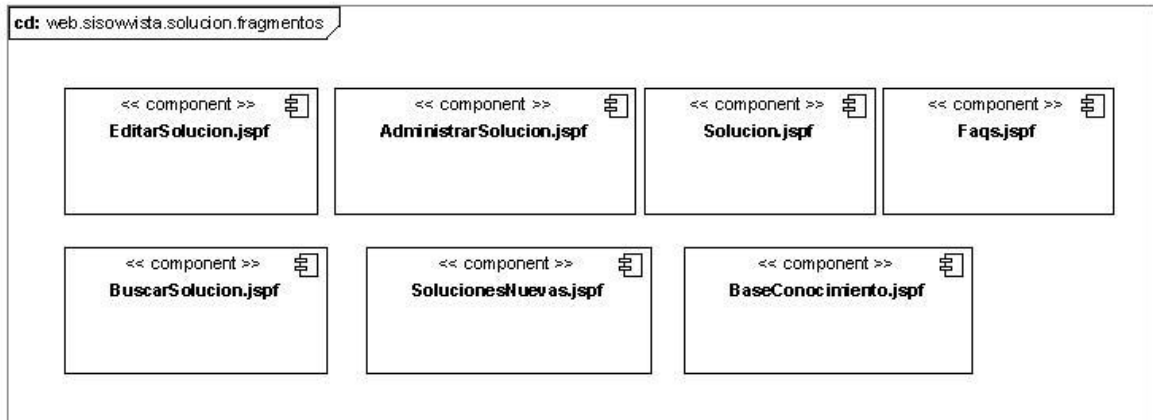 cd: web.sisowvista.solucion.fragmentos
<< component >>
EditarSolucion.jspf
<< component >>
AdministrarSolucion.jspf
<< component >>
Solucion.jspf
<< component >>
Faqs.jspf
<< component >>
BuscarSolucion.jspf
<< component >>
SolucionesNuevas.jspf
<< component >>
BaseConocimiento.jspf